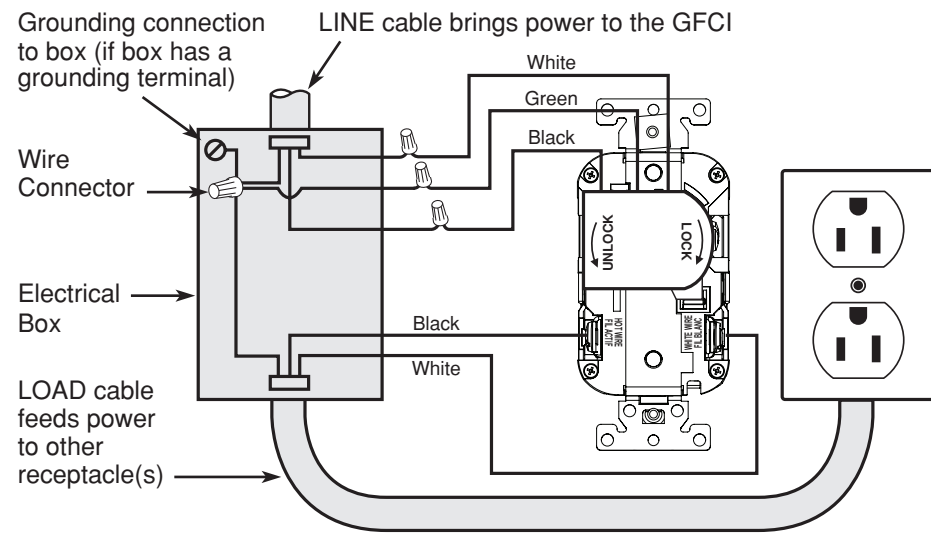 Grounding connection
to box (if box has a
grounding terminal)
LINE cable brings power to the GFCI
White
Green
Black
Wire
Connector
UNLOCK
LOCK
Electrical
Box
Black
White
HOT WIRE
FIL ACTIF
WHITE WIRE
FIL BLANC
LOAD cable
feeds power
to other
receptacle(s)